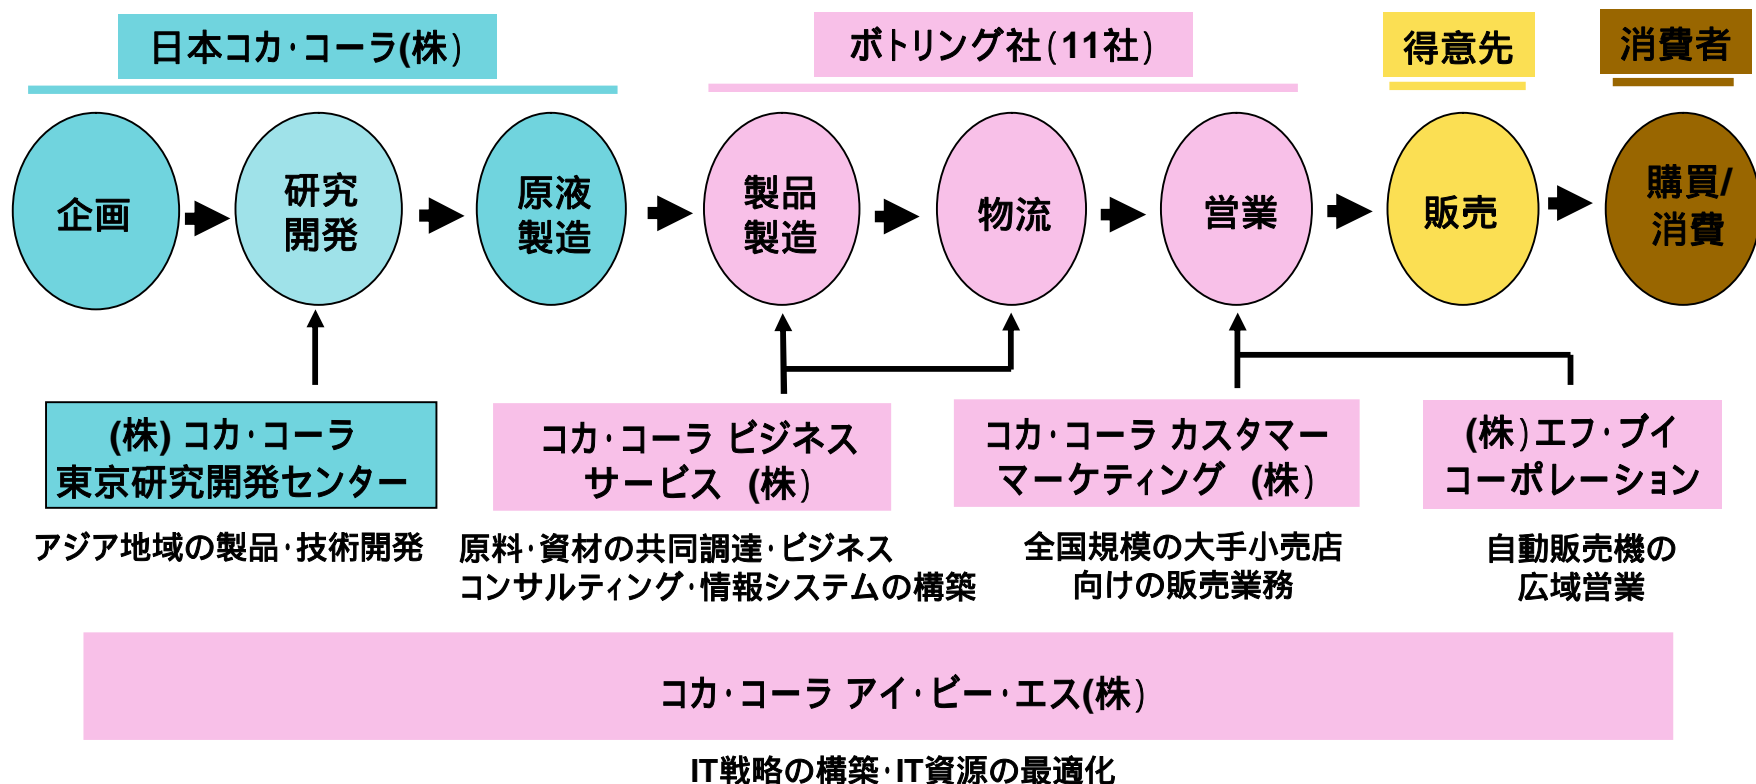 日本コカ・コーラ(株)
ボトリング社(11社)
得意先
消費者
企画
研究
開発
原液
製造
製品
製造
物流
営業
販売
購買/
消費
(株)コカ・コーラ
東京研究開発センター
コカ・コーラ ビジネス
サービス (株)
コカ・コーラ カスタマー
マーケティング (株)
(株)エフ・ブイ
コーポレーション
アジア地域の製品・技術開発
原料・資材の共同調達・ビジネス
コンサルティング・情報システムの構築
全国規模の大手小売店
向けの販売業務
自動販売機の
広域営業
コカ・コーラ アイ・ビー・エス(株)
IT戦略の構築・IT資源の最適化